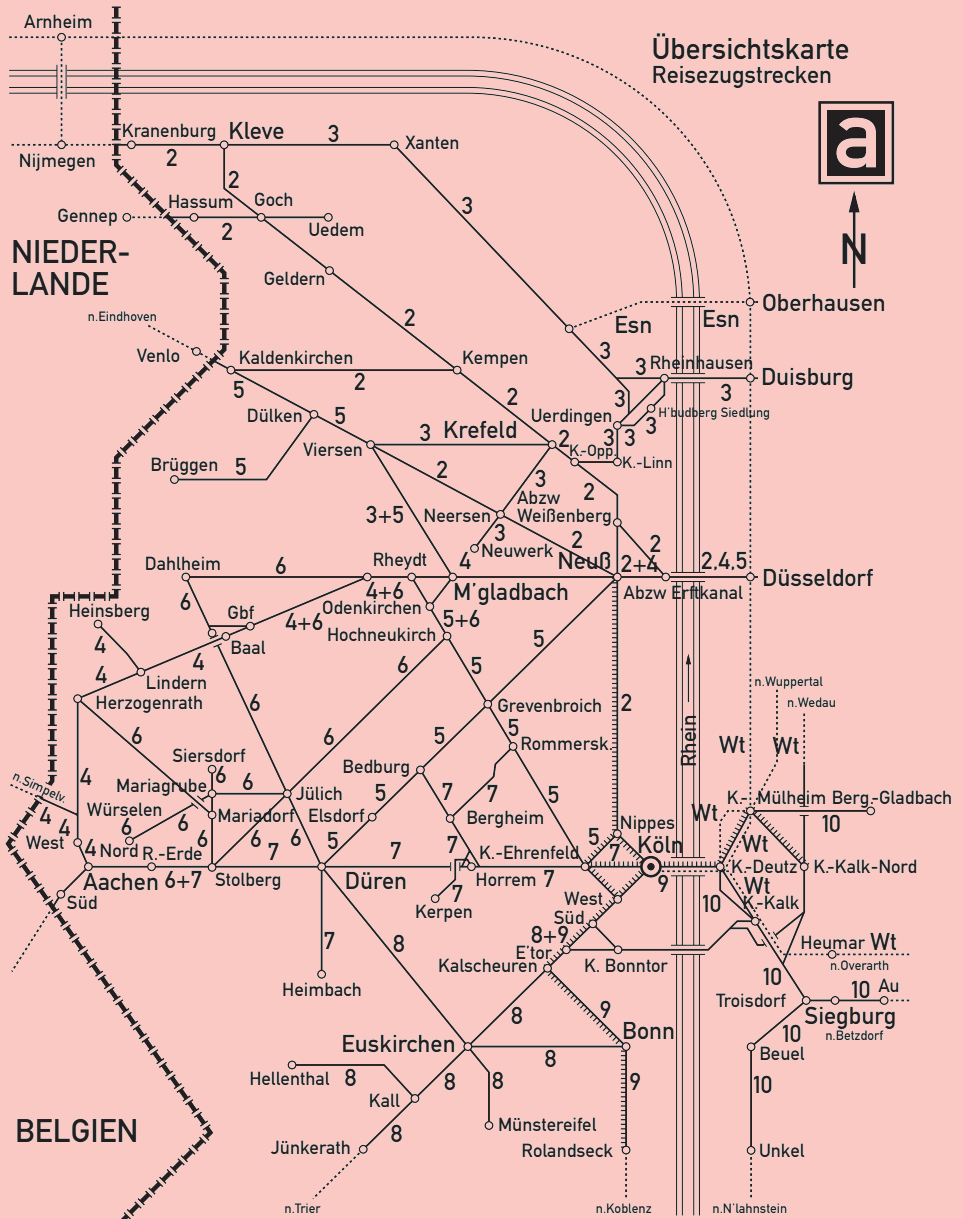 Arnheim
Übersichtskarte
Reisezugstrecken
a
N
Kranenburg
Kleve
3
Xanten
Nijmegen
2
2
3
Hassum
Goch
Gennep
2
Uedem
NIEDER-
LANDE
Geldern
Oberhausen
n.Eindhoven
2
Esn
Esn
Venlo
Kaldenkirchen
Kempen
3
Rheinhausen
3
Duisburg
5
2
2
3
3
Dülken
5
Uerdingen
3
H'budberg Siedlung
Viersen
3
Krefeld
2
3
3
K.-Opp.
K.-Linn
Brüggen
5
2
3
2
3+5
Neersen
Abzw
Weißenberg
3
2
2
Neuwerk
Dahlheim
6
Rheydt
4
Neuß
2+4
2,4,5
Düsseldorf
4+6
M'gladbach
Abzw Erftkanal
6
Heinsberg
Gbf
4+6
Odenkirchen
5+6
Hochneukirch
5
4
4
Baal
6
5
Lindern
4
Herzogenrath
6
Grevenbroich
2
n.Wuppertal
n.Wedau
6
6
5
5
Rommersk.
Rhein
Wt
Wt
Siersdorf
6
Bedburg
n.Simpelv.
4
Mariagrube
6
Jülich
5
7
5
K.-
Mülheim
Berg.-Gladbach
4
Würselen
6
Mariadorf
Elsdorf
Bergheim
Wt
10
4
West
6
6
6
6
5
7
Nippes
5
Köln
Wt
4
Nord
R.-Erde
7
7
7
K.-Ehrenfeld
7
K.-Deutz
K.-Kalk-Nord
Aachen
6+7
Stolberg
Düren
Horrem
7
9
Wt
Süd
Kerpen
7
West
10
K.-Kalk
Süd
7
8
8+9
E'tor
Heumar
Wt
Kalscheuren
K. Bonntor
n.Overarth
Heimbach
10
10
Au
9
Troisdorf
Siegburg
8
Bonn
10
n.Betzdorf
Euskirchen
8
Beuel
Hellenthal
8
8
8
9
10
Kall
Münstereifel
8
Jünkerath
Rolandseck
Unkel
BELGIEN
n.Trier
n.Koblenz
n.N'lahnstein